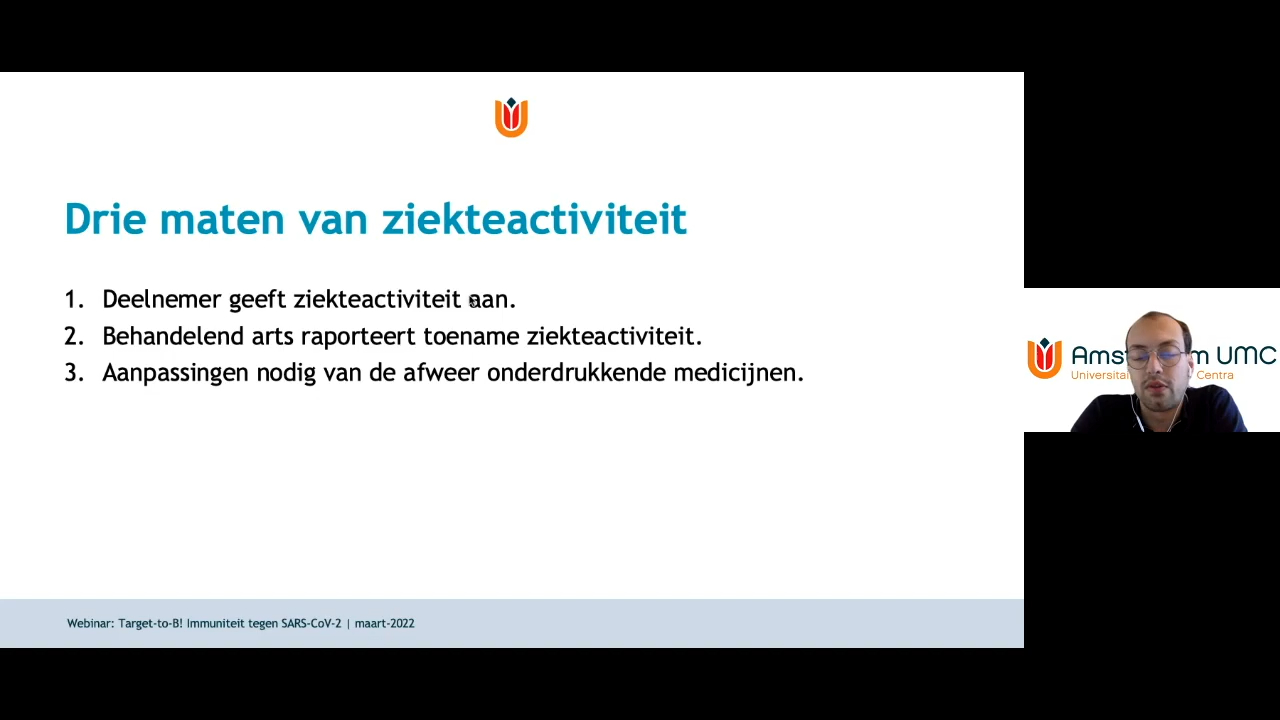 Drie maten van ziekteactiviteit
1. Deelnemer geeft ziekteactiviteit aan.
2. Behandelend arts raporteert toename ziekteactiviteit.
3. Aanpassingen nodig van de afweer onderdrukkende medicijnen.
Webinar: Target-to-B! Immuniteit tegen SARS-CoV-2 | maart-2022
UMC
Centra